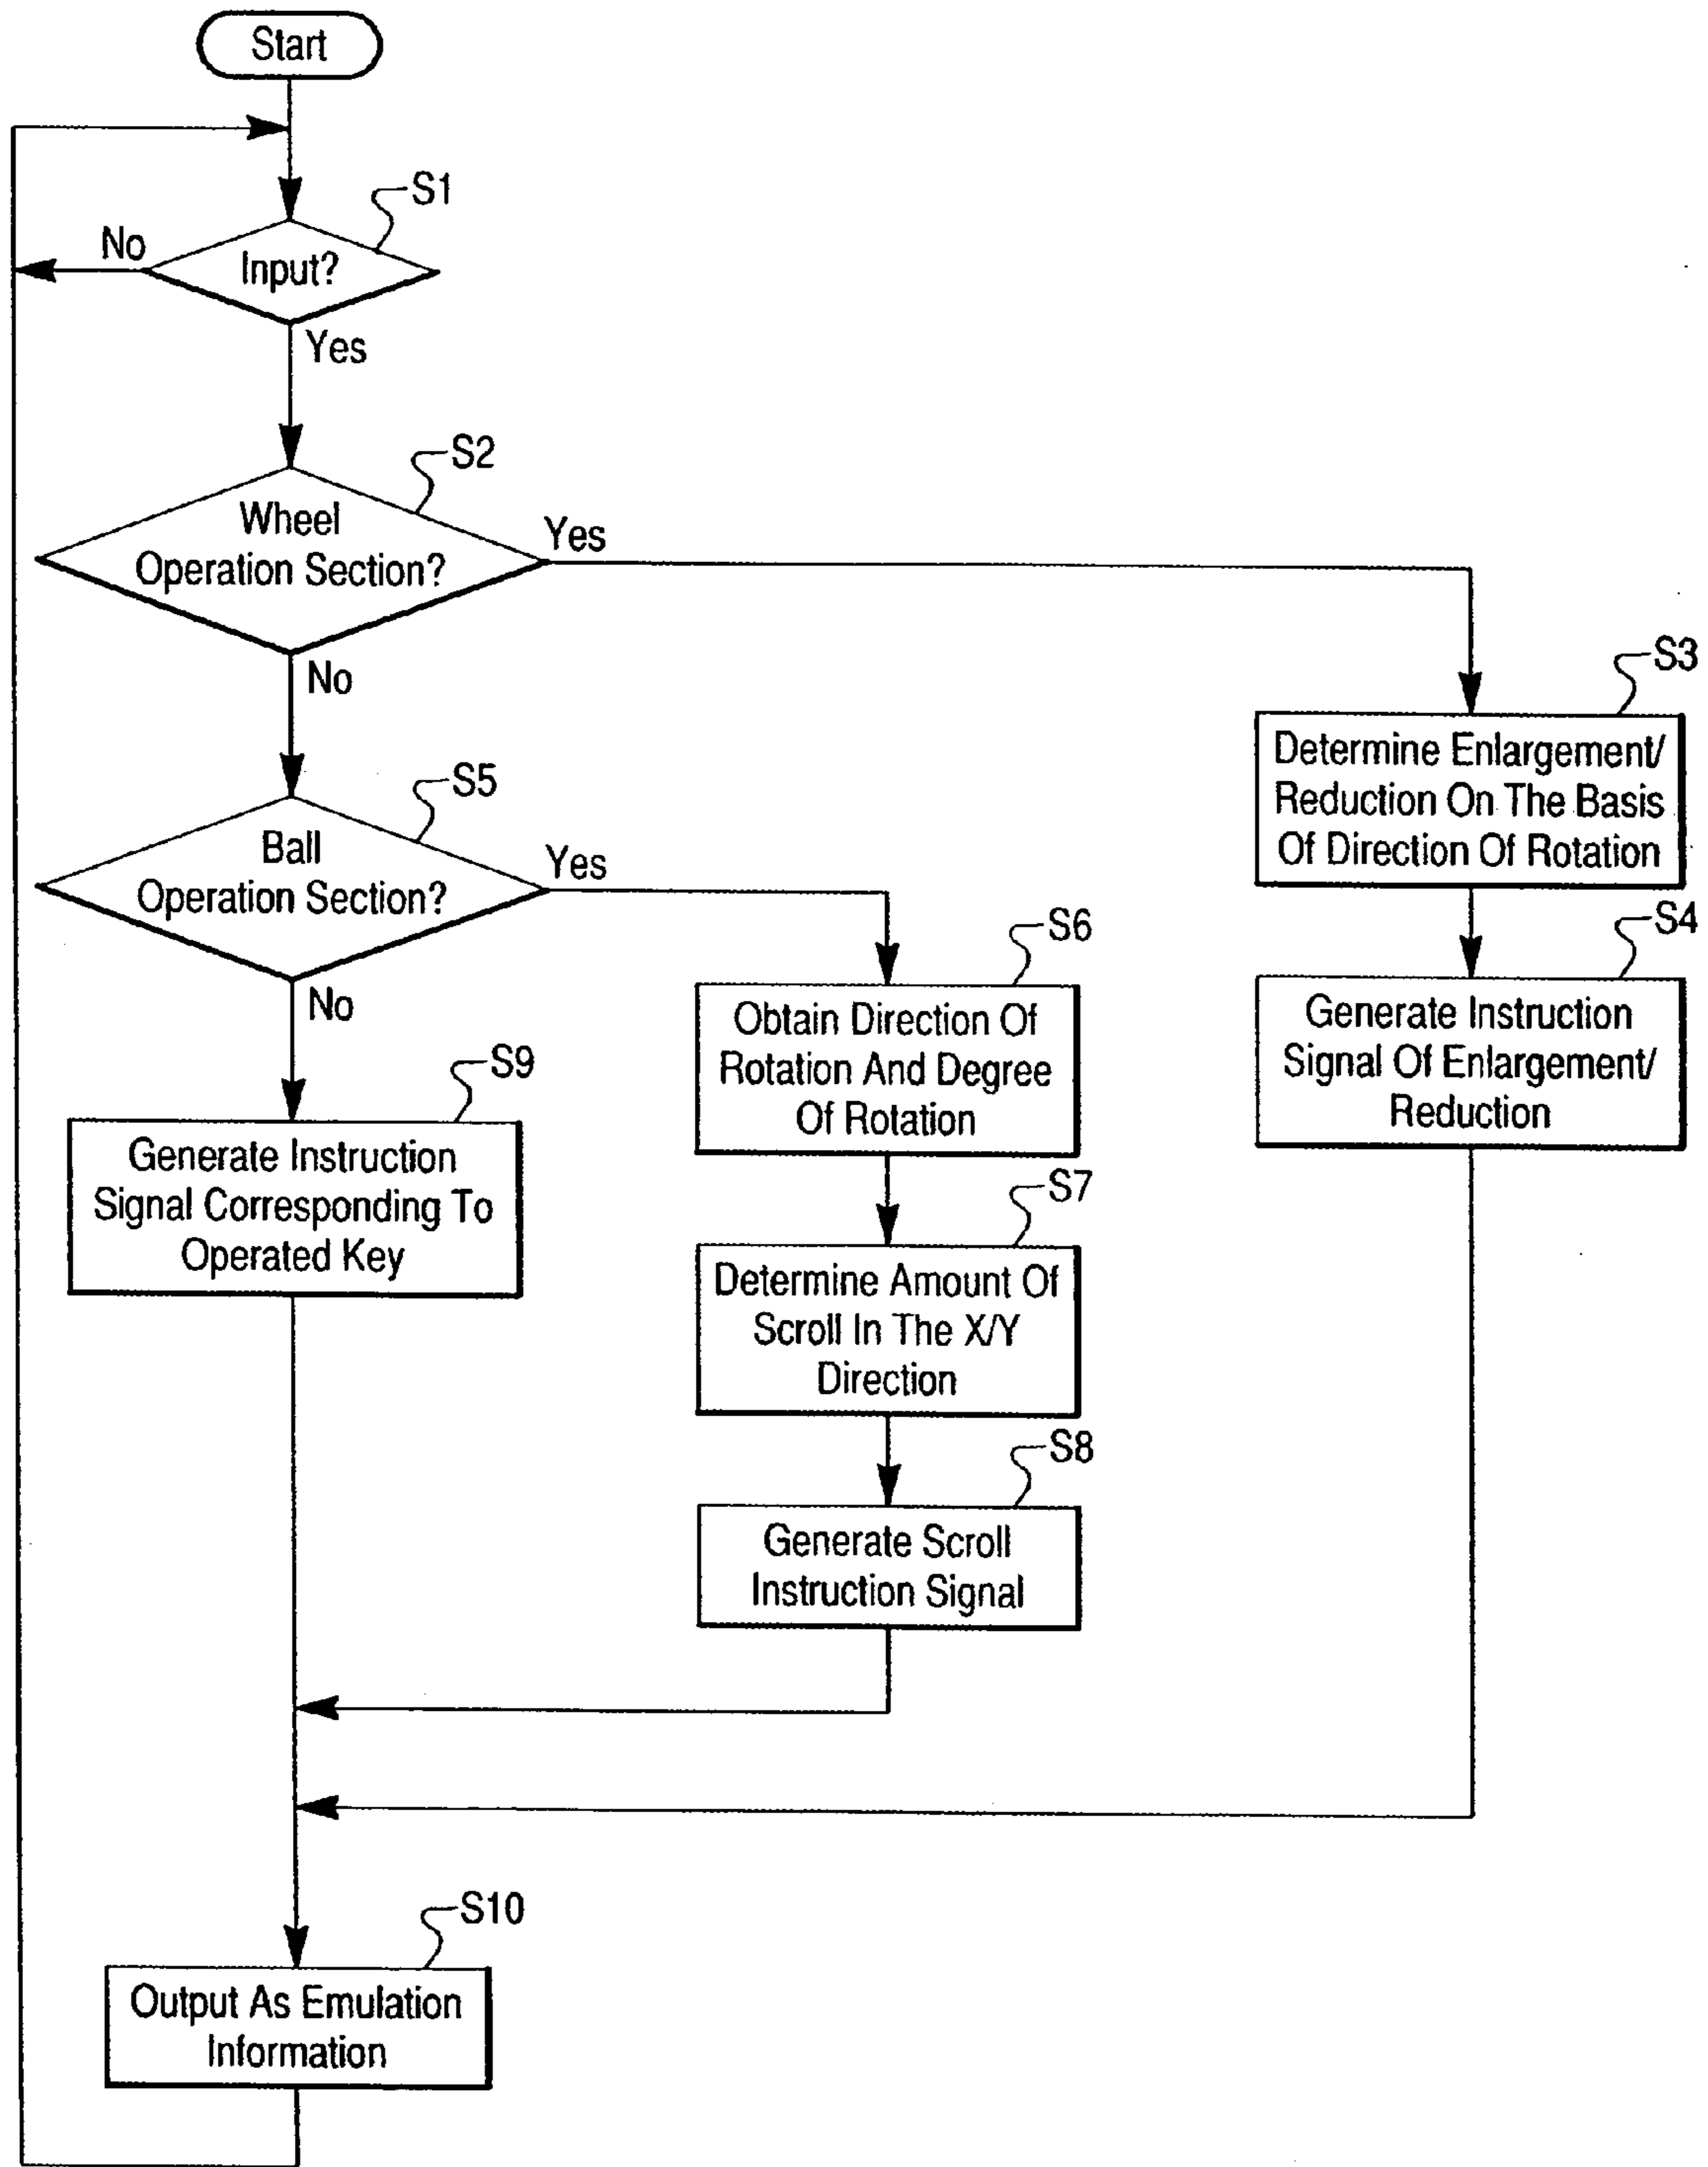 Start
S1
No
Input?
Yes
S2
Wheel
Operation Section?
Yes
No
S3
Determine Enlargement/
Reduction On The Basis
Of Direction Of Rotation
S4
Generate Instruction
Signal Of Enlargement/
Reduction
S5
Ball
Operation Section?
Yes
No
S6
Obtain Direction Of
Rotation And Degree
Of Rotation
S7
Determine Amount Of
Scroll In The X/Y
Direction
S8
Generate Scroll
Instruction Signal
S9
Generate Instruction
Signal Corresponding To
Operated Key
S10
Output As Emulation
Information